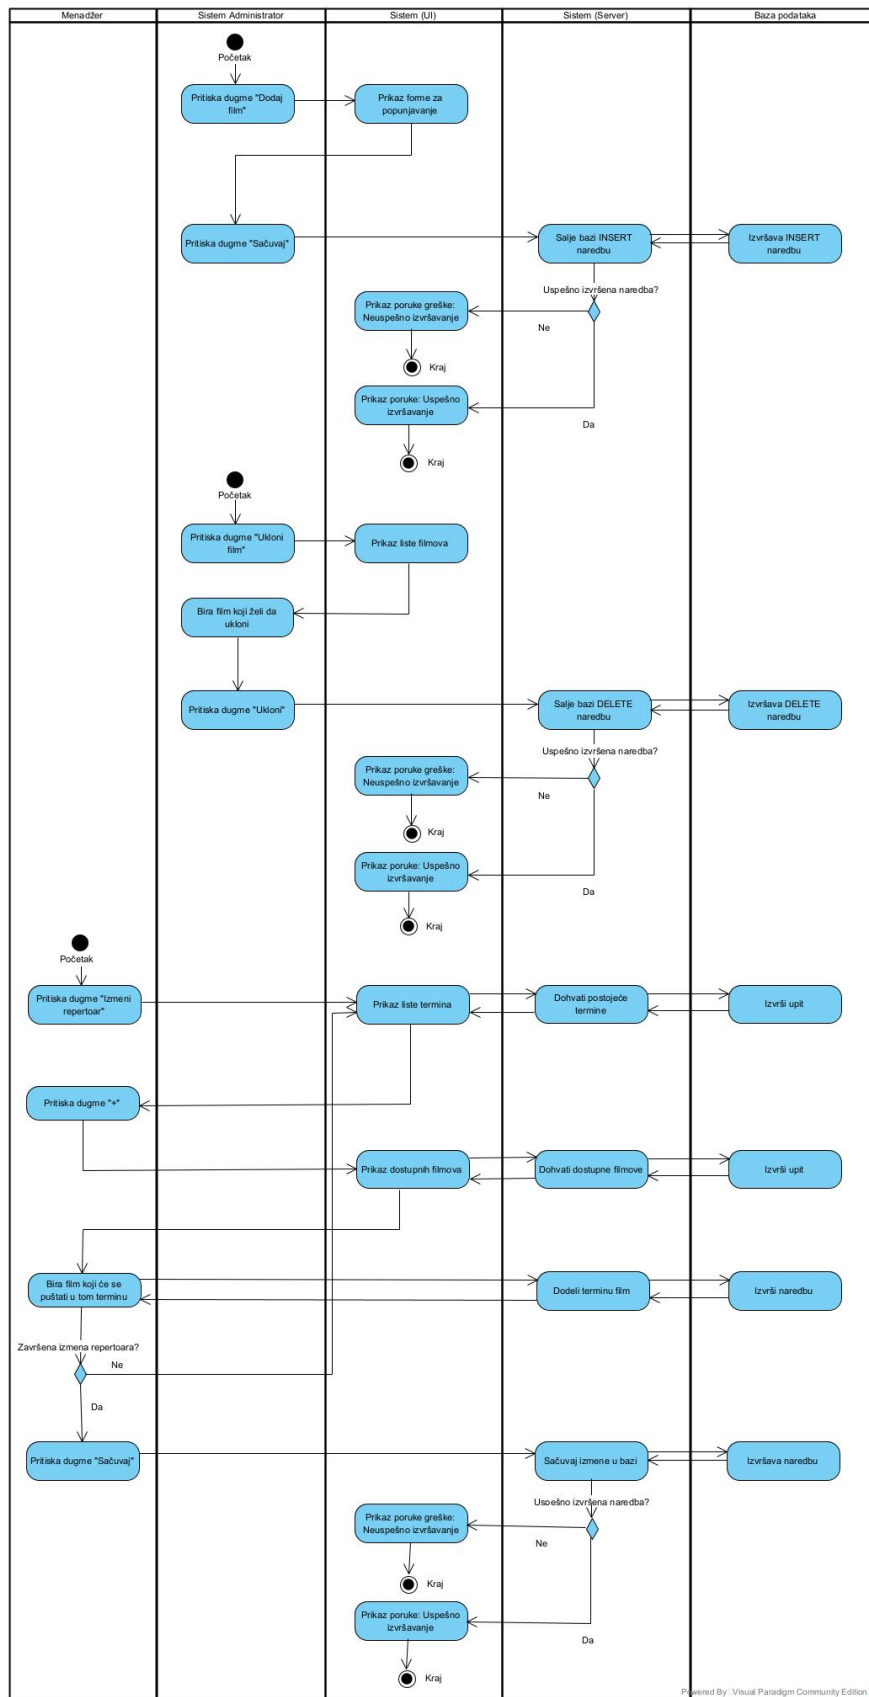 Menadžer
Sistem Administrator
Sistem (UI)
Sistem (Server)
Baza podataka
Početak
Pritiska dugme "Dodaj
film"
Prikaz forme za
popunjavanje
Pritiska dugme "Sačuvaj"
Salje bazi INSERT
naredbu
Izvršava INSERT
naredbu
Uspešno izvršena naredba?
Prikaz poruke greške:
Neuspešno izvršavanje
Ne
Kraj
Prikaz poruke: Uspešno
izvršavanje
Da
Kraj
Početak
Pritiska dugme "Ukloni
film"
Prikaz liste filmova
Bira film koji želi da
ukloni
Pritiska dugme "Ukloni"
Salje bazi DELETE
naredbu
Izvršava DELETE
naredbu
Uspešno izvršena naredba?
Prikaz poruke greške:
Neuspešno izvršavanje
Ne
Kraj
Prikaz poruke: Uspešno
izvršavanje
Da
Kraj
Početak
Pritiska dugme "Izmeni
repertoar"
Prikaz liste termina
Dohvati postojeće
termine
Izvrši upit
Pritiska dugme "+"
Prikaz dostupnih filmova
Dohvati dostupne filmove
Izvrši upit
Bira film koji će se
puštati u tom terminu
Dodeli terminu film
Izvrši naredbu
Završena izmena repertoara?
Ne
Da
Pritiska dugme "Sačuvaj"
Sačuvaj izmene u bazi
Izvršava naredbu
Uspešno izvršena naredba?
Prikaz poruke greške:
Neuspešno izvršavanje
Ne
Kraj
Prikaz poruke: Uspešno
izvršavanje
Da
Kraj
Powered By: Visual Paradigm Community Edition